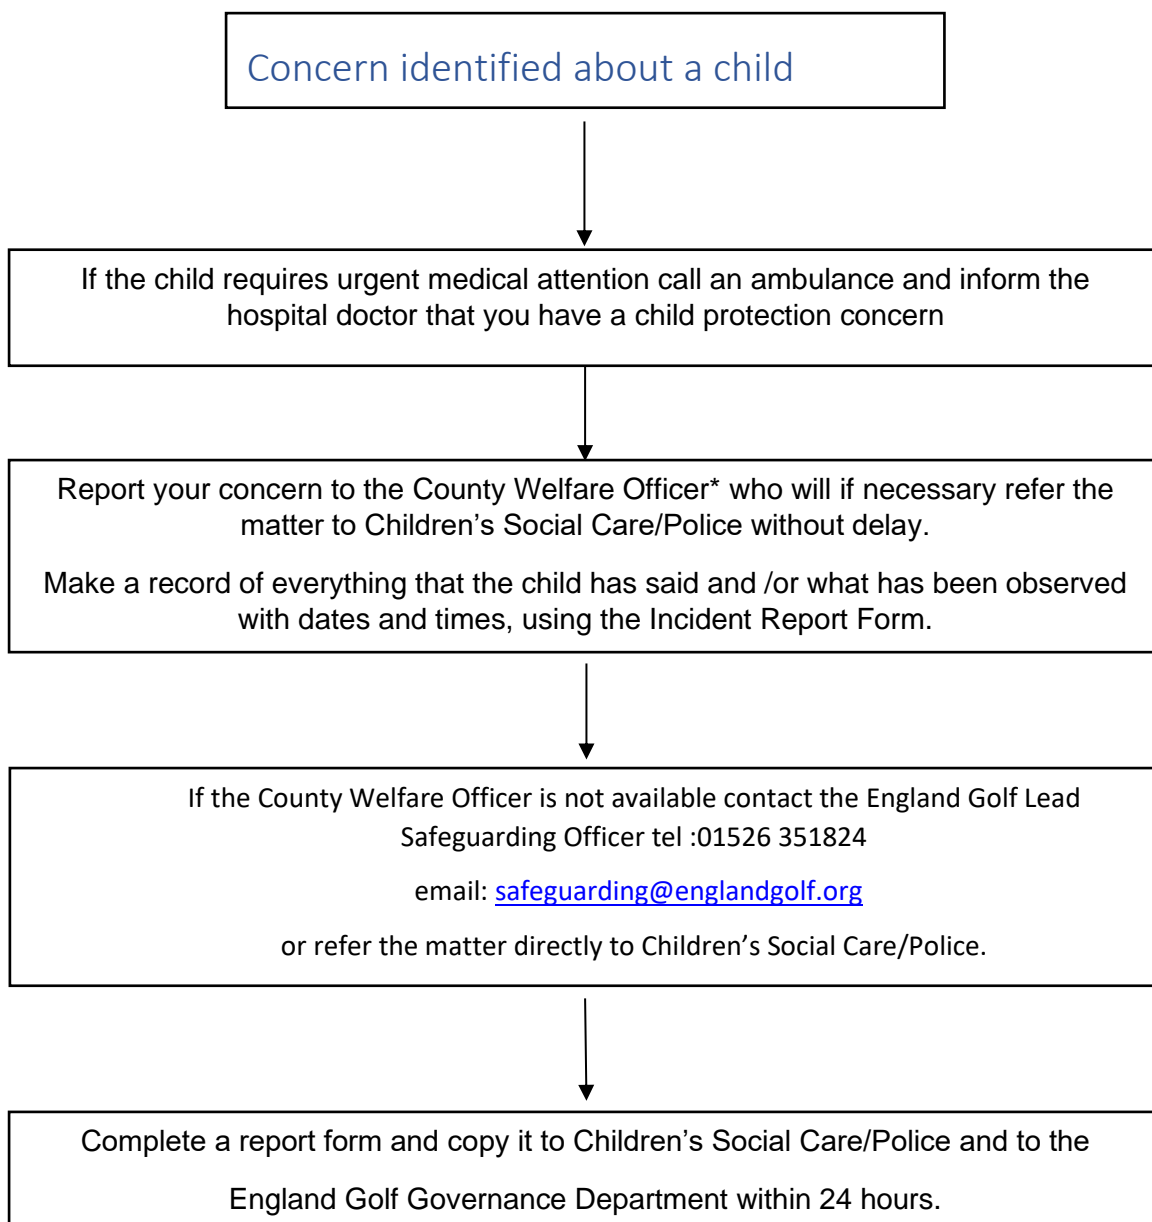 Concern identified about a child
If the child requires urgent medical attention call an ambulance and inform the
hospital doctor that you have a child protection concern
Report your concern to the County Welfare Officer* who will if necessary refer the
matter to Children’s Social Care/Police without delay.
Make a record of everything that the child has said and /or what has been observed
with dates and times, using the Incident Report Form.
If the County Welfare Officer is not available contact the England Golf Lead
Safeguarding Officer tel :01526 351824
email: safeguarding@englandgolf.org
or refer the matter directly to Children’s Social Care/Police.
Complete a report form and copy it to Children’s Social Care/Police and to the
England Golf Governance Department within 24 hours.